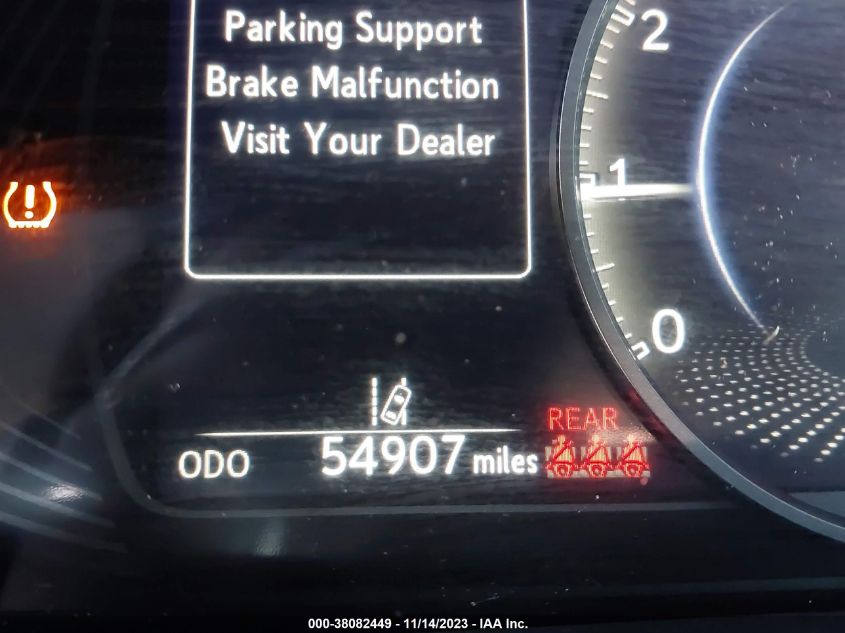 Parking Support
Brake Malfunction
Visit Your Dealer
2
1
0
REAR
ODO 54907 miles
000-38082449 - 11/14/2023 - IAA Inc.